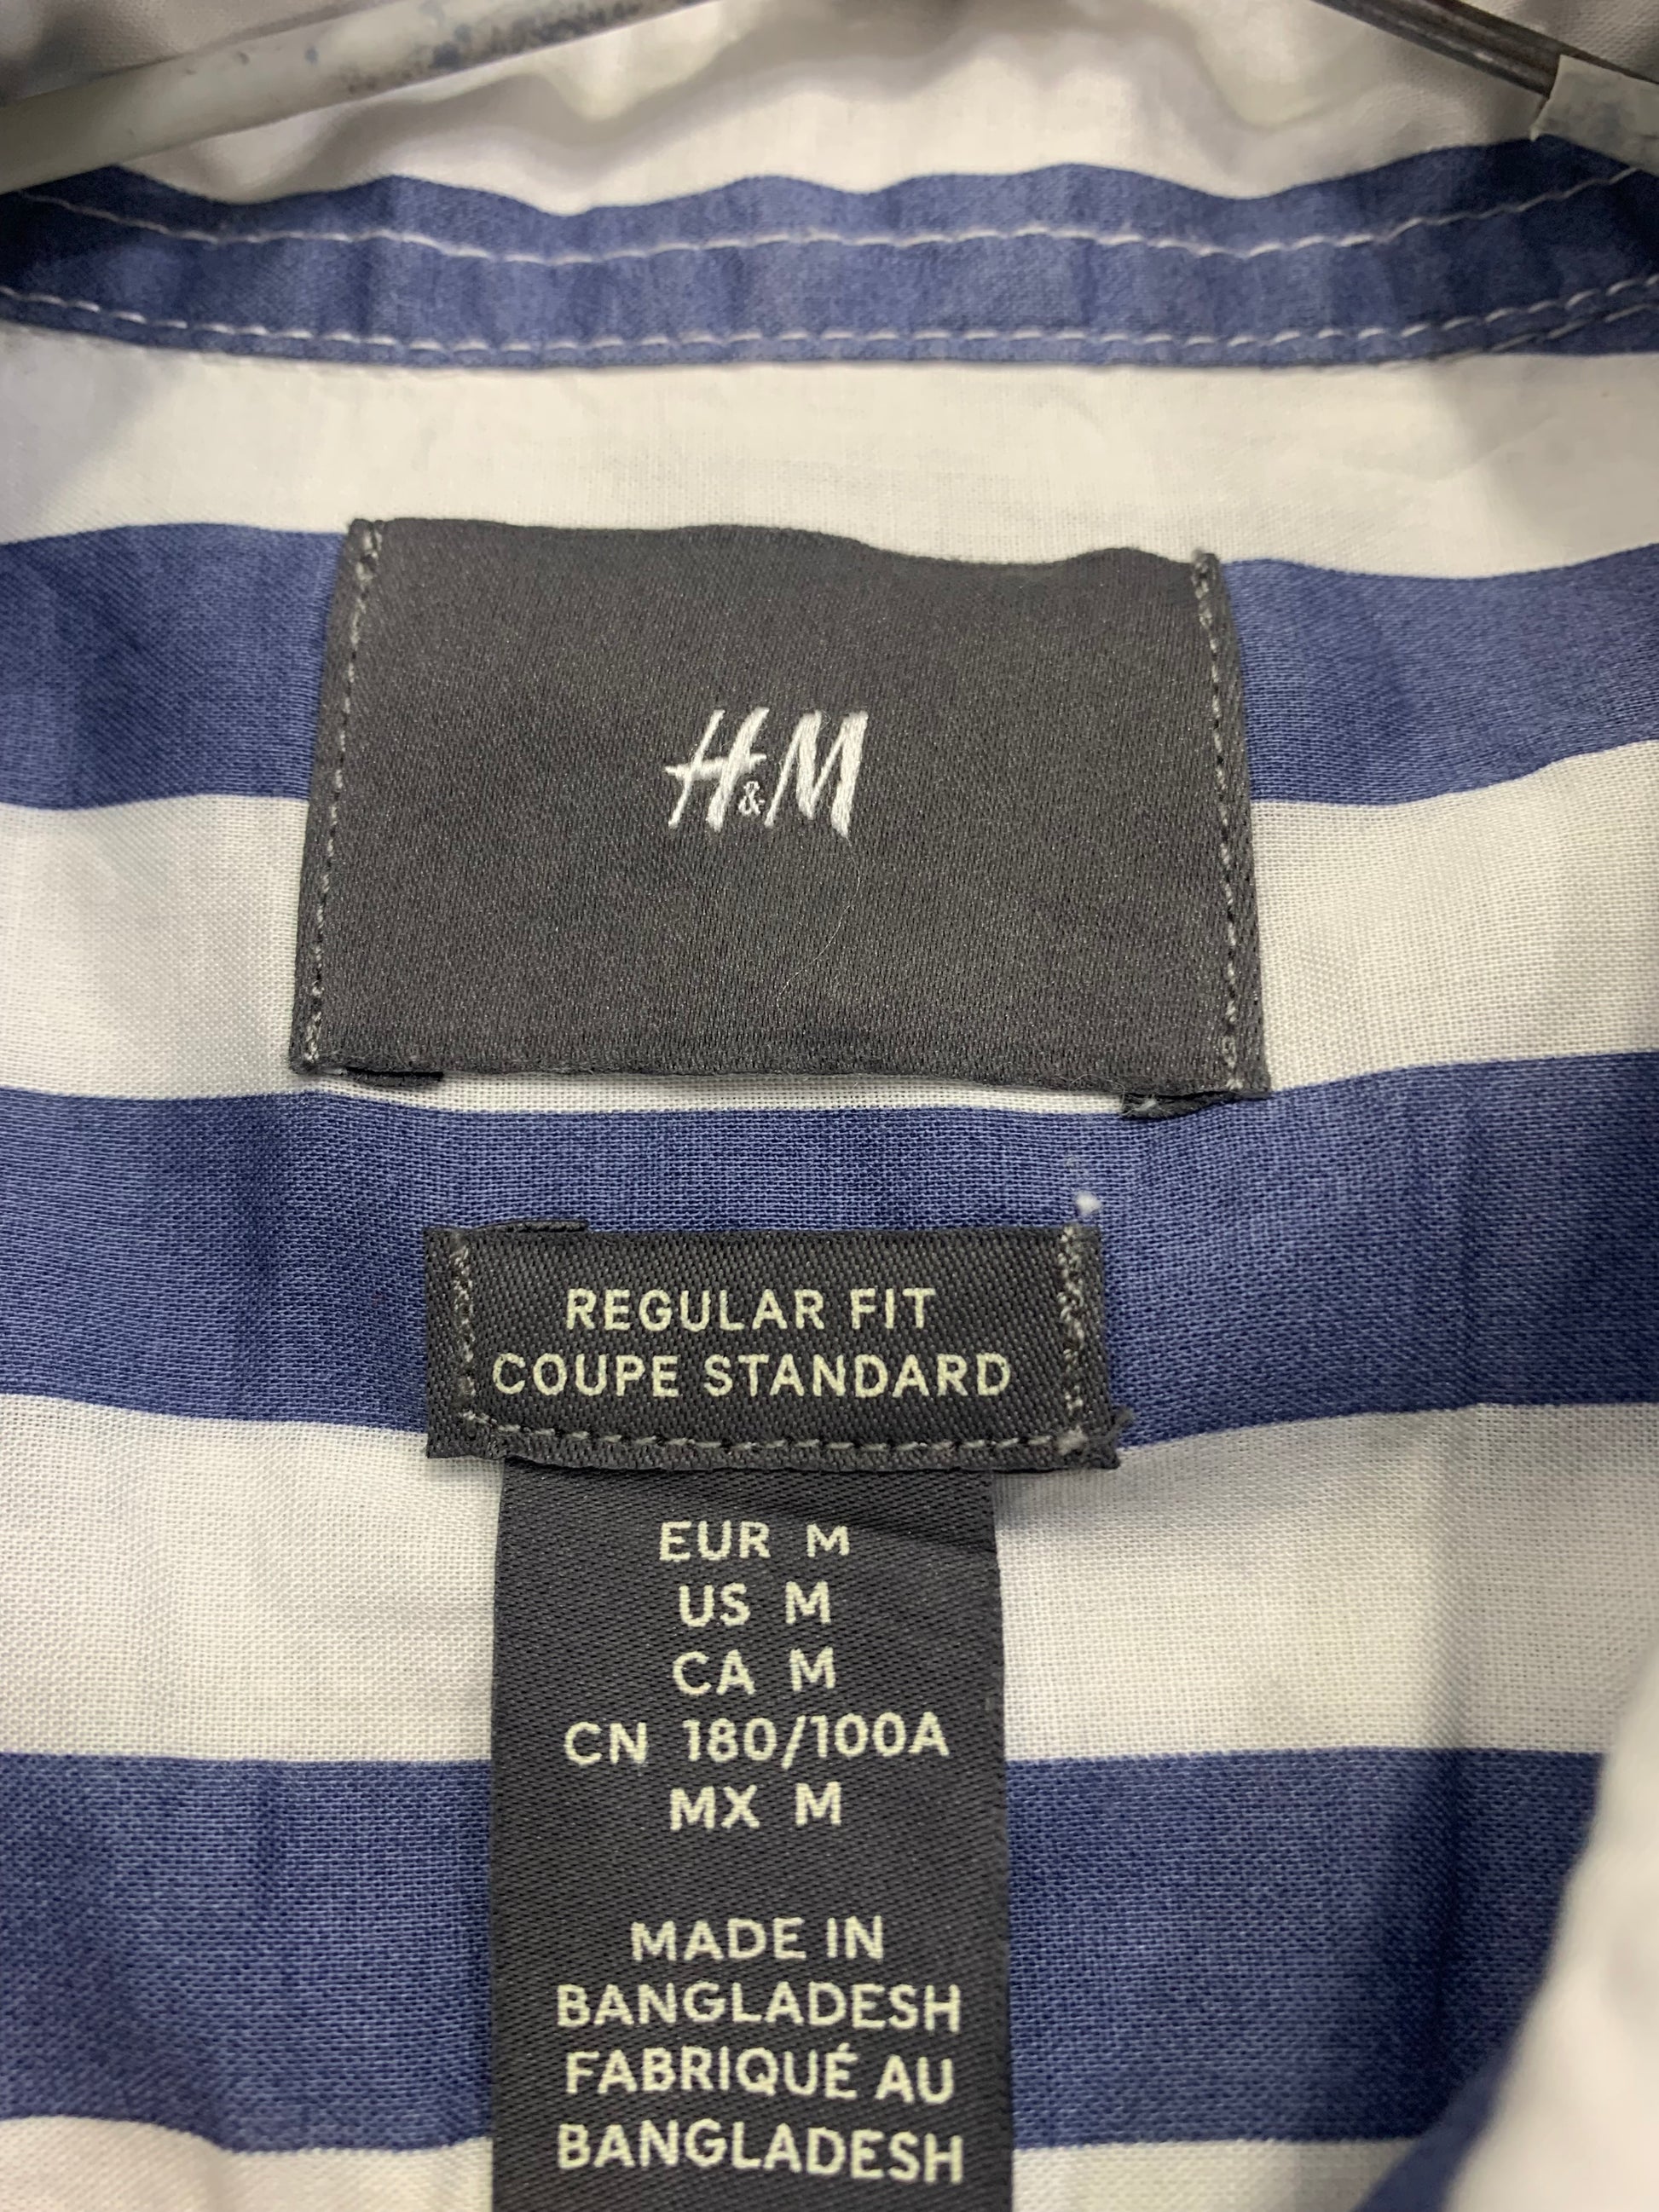 H&M
REGULAR FIT
COUPE STANDARD
EUR M
US M
CA M
CN 180/100A
MX M
MADE IN
BANGLADESH
FABRIQUÉ AU
BANGLADESH